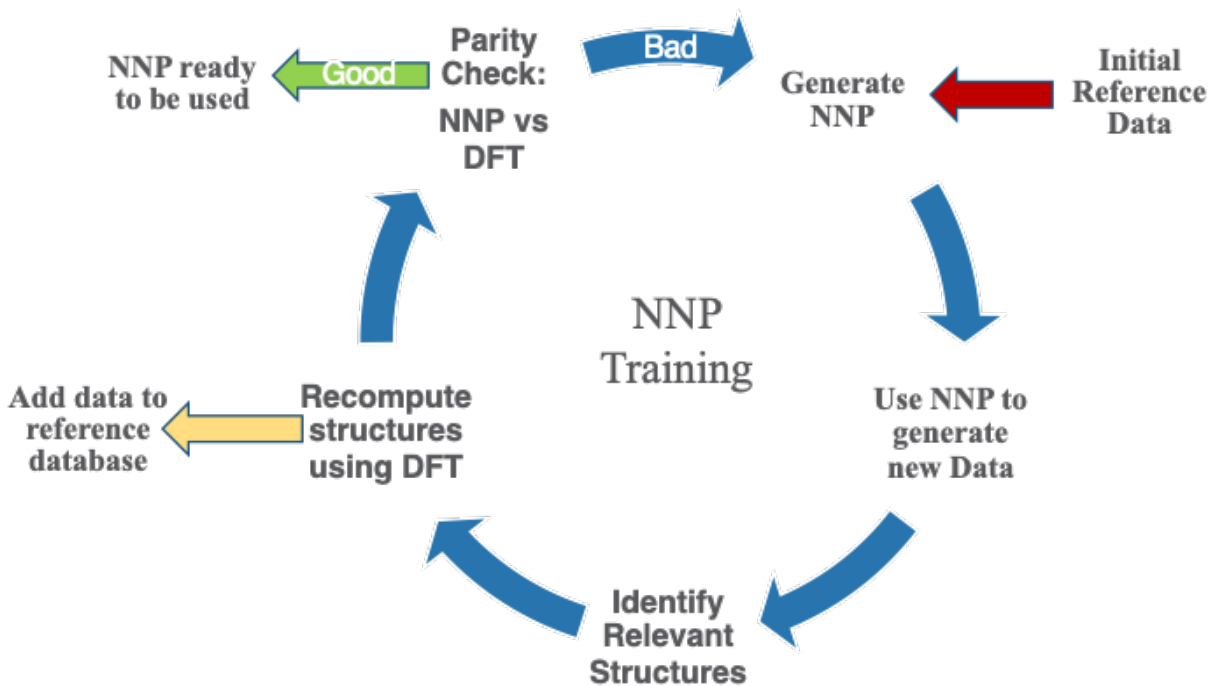 Parity
Check:
NNP vs
DFT
Bad
Good
NNP ready
to be used
Generate
NNP
Initial
Reference
Data
NNP
Training
Use NNP to
generate
new Data
Identify
Relevant
Structures
Recompute
structures
using DFT
Add data to
reference
database